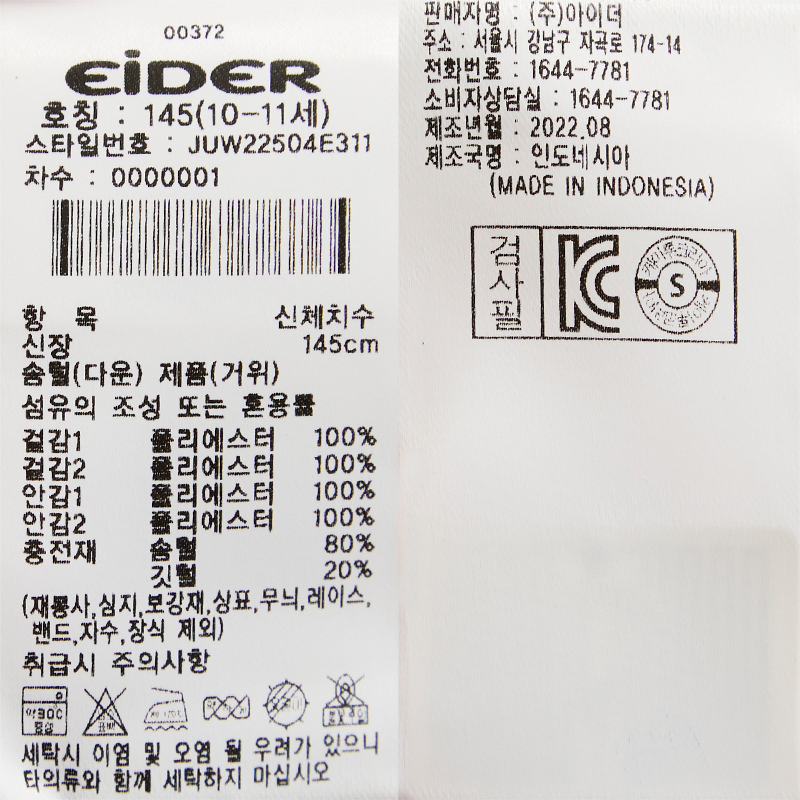 00372
EiDER
호칭 : 145(10-11세)
스타일번호 : JUW22504E311
차수 : 0000001
항 목 신체치수
신장 145cm
솜털(다운) 제품(거위)
섬유의 조성 또는 혼용률
겉감1 폴리에스터 100%
겉감2 폴리에스터 100%
안감1 폴리에스터 100%
안감2 폴리에스터 100%
충전재 솜털 80%
깃털 20%
(재봉사,심지,보강재,상표,무늬,레이스,
밴드,자수,장식 제외)
취급시 주의사항
약30C
중성
세탁시 이염 및 오염 될 우려가 있으니
타의류와 함께 세탁하지 마십시오
판매자명 : (주)아이더
주소 : 서울시 강남구 자곡로 174-14
전화번호 : 1644-7781
소비자상담실 : 1644-7781
제조년월 : 2022.08
제조국명 : 인도네시아
(MADE IN INDONESIA)
검사필
KC
S